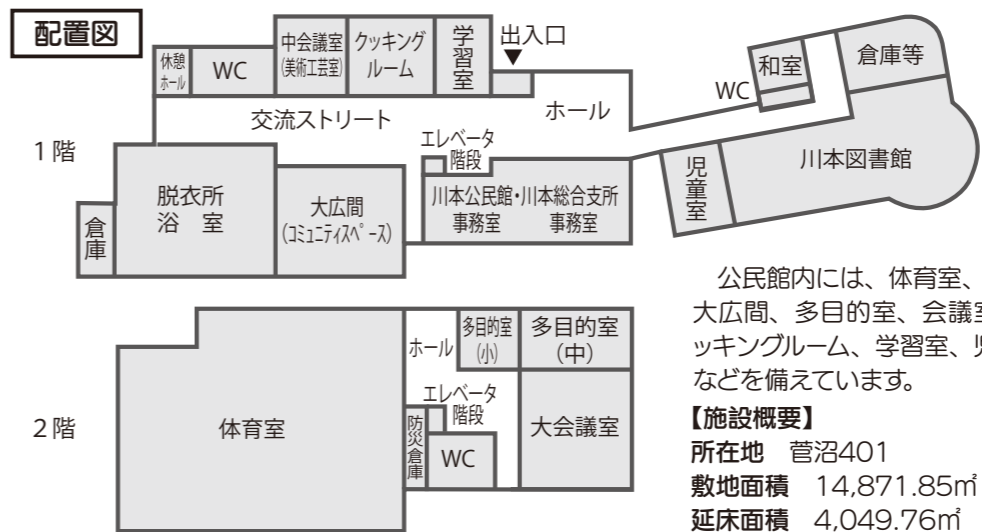 配置図
出入口
休憩
ホール
WC
中会議室
(美術工芸室)
クッキング
ルーム
学習室
ホール
交流ストリート
1階
エレベータ
階段
倉庫
脱衣所
浴　室
大広間
(コミュニティスペース)
川本公民館・川本総合支所
事務室　事務室
WC
和室
倉庫等
児童室
川本図書館
2階
体育室
ホール
多目的室
(小)
多目的室
(中)
エレベータ
階段
防災倉庫
WC
大会議室
公民館内には、体育室、
大広間、多目的室、会議室
ッキングルーム、学習室、
などを備えています。
【施設概要】
所在地　菅沼401
敷地面積　14,871.85㎡
延床面積　4,049.76㎡